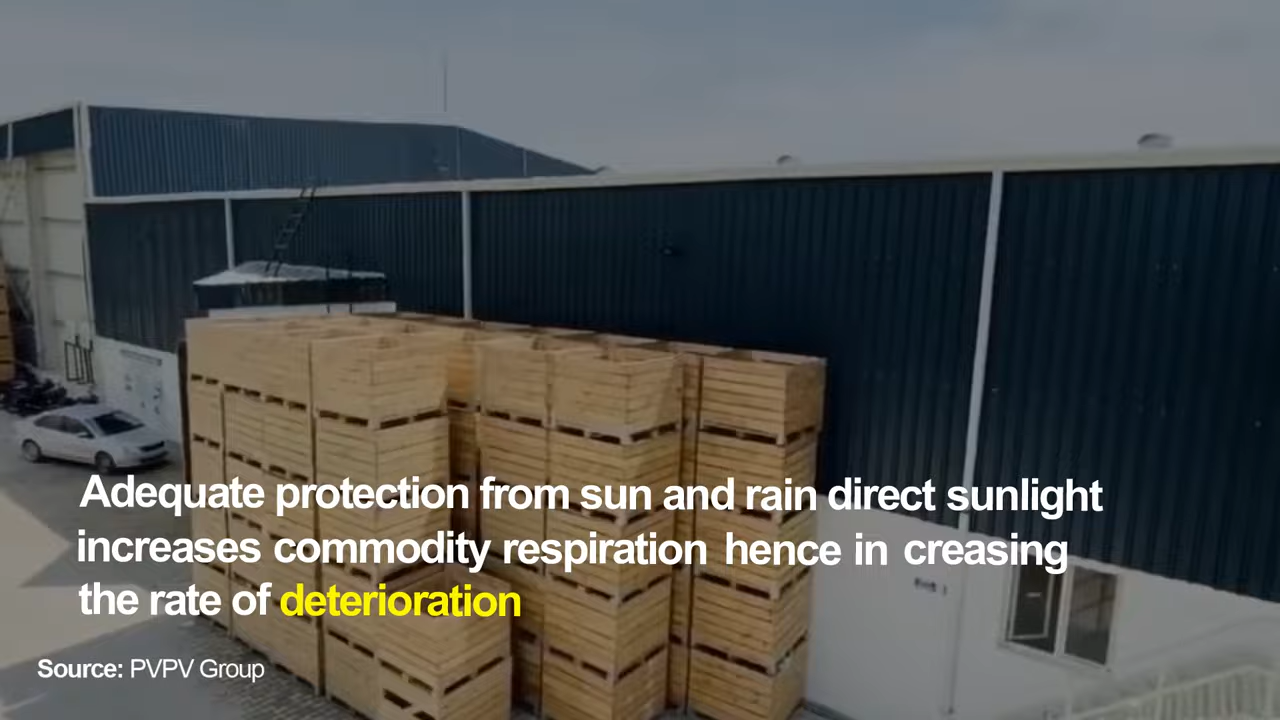 Adequate protection from sun and rain direct sunlight
increases commodity respiration hence in creasing
the rate of deterioration
Source: PVPV Group